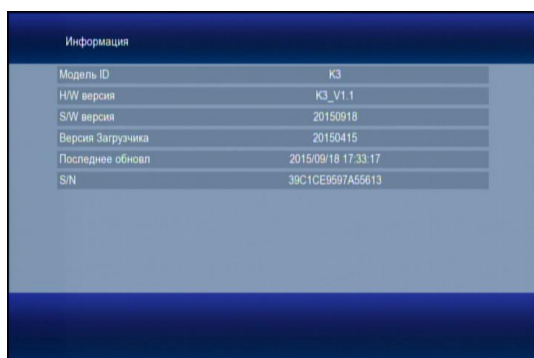 Информация
Модель ID K3
H/W версия K3_V1.1
S/W версия 20150918
Версия Загрузчика 20150415
Последнее обновл 2015/09/18 17:33:17
S/N 39C1CE9597A55613